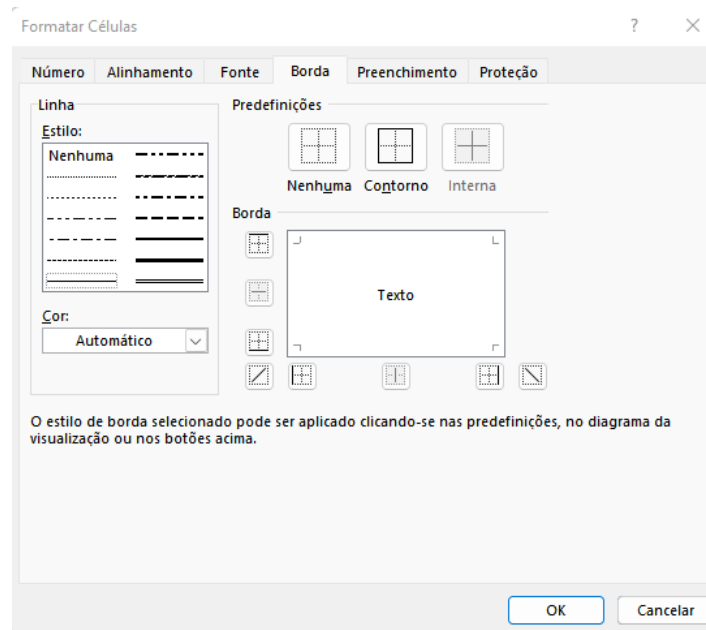 Formatar Células
?
Número Alinhamento Fonte Borda Preenchimento Proteção
Linha
Estilo:
Nenhuma
Cor:
Automático
Predefinições
Nenhuma Contorno Interna
Borda
Texto
O estilo de borda selecionado pode ser aplicado clicando-se nas predefinições, no diagrama da
visualização ou nos botões acima.
OK Cancelar